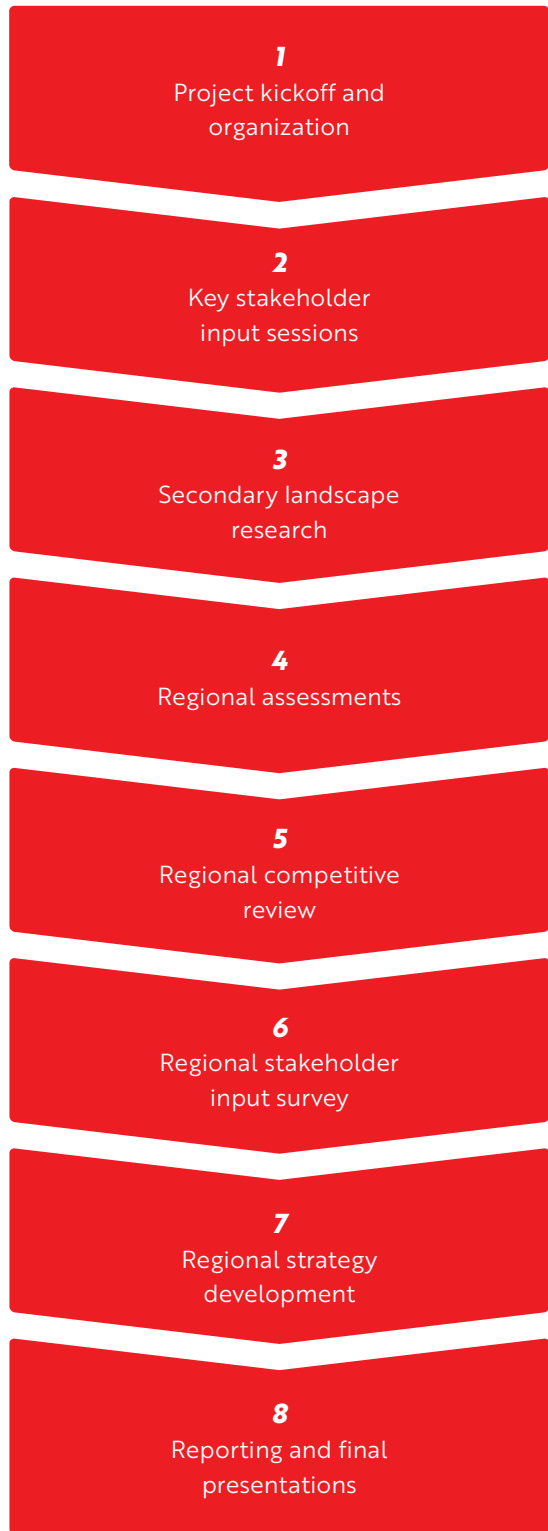 1
Project kickoff and
organization
2
Key stakeholder
input sessions
3
Secondary landscape
research
4
Regional assessments
5
Regional competitive
review
6
Regional stakeholder
input survey
7
Regional strategy
development
8
Reporting and final
presentations